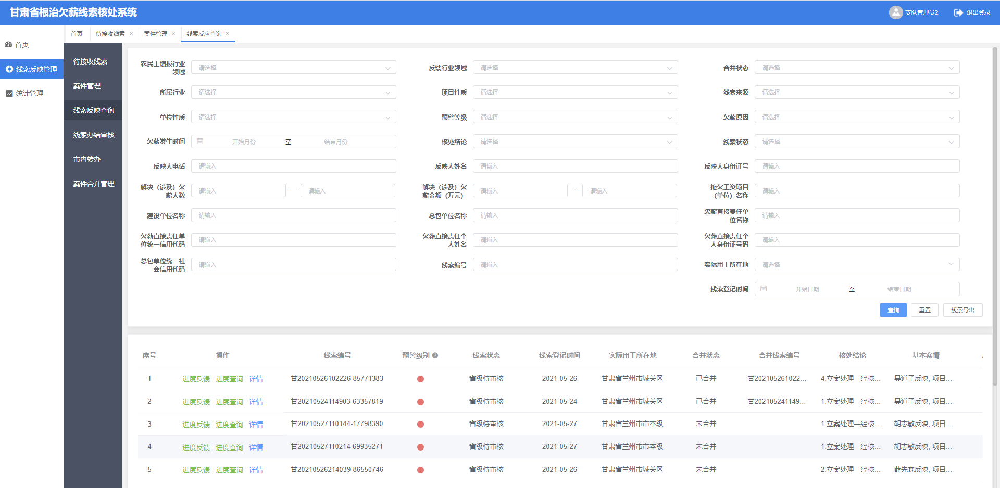 甘肃省根治欠薪线索核处系统
支队管理员2
退出登录
首页
待接收线索 ×
案件管理 ×
线索反应查询 ×
首页
线索反映管理
统计管理
待接收线索
案件管理
线索反映查询
线索办结审核
市内转办
案件合并管理
农民工填报行业
领域
请选择
反馈行业领域
请选择
合并状态
请选择
所属行业
请选择
项目性质
请选择
线索来源
请选择
单位性质
请选择
预警等级
请选择
欠薪原因
请选择
欠薪发生时间
开始月份 至 结束月份
核处结论
请选择
线索状态
请选择
反映人电话
请输入
反映人姓名
请输入
反映人身份证号
请输入
解决（涉及）欠
薪人数
请输入 — 请输入
解决（涉及）欠
薪金额（万元）
请输入 — 请输入
拖欠工资项目
（单位）名称
请输入
建设单位名称
请输入
总包单位名称
请输入
欠薪直接责任单
位名称
请输入
欠薪直接责任单
位统一信用代码
请输入
欠薪直接责任个
人姓名
请输入
欠薪直接责任个
人身份证号码
请输入
总包单位统一社
会信用代码
请输入
线索编号
请输入
实际用工所在地
请选择
线索登记时间
开始日期 至 结束日期
查询 重置 线索导出
序号 操作 线索编号 预警级别 线索状态 线索登记时间 实际用工所在地 合并状态 合并线索编号 核处结论 基本案情
1 进度反馈 进度查询 详情 甘20210526102226-85771383 省级待审核 2021-05-26 甘肃省兰州市城关区 已合并 甘202105261022... 4.立案处理—经核... 吴道子反映, 项目...
2 进度反馈 进度查询 详情 甘20210524114903-63357819 省级待审核 2021-05-24 甘肃省兰州市城关区 已合并 甘202105241149... 1.立案处理—经核... 吴道子反映, 项目...
3 进度反馈 进度查询 详情 甘20210527110144-17798390 省级待审核 2021-05-27 甘肃省兰州市市本级 未合并 1.立案处理—经核... 胡志敏反映, 项目...
4 进度反馈 进度查询 详情 甘20210527110214-69935271 省级待审核 2021-05-27 甘肃省兰州市市本级 未合并 1.立案处理—经核... 胡志敏反映, 项目...
5 进度反馈 进度查询 详情 甘20210526214039-86550746 省级待审核 2021-05-26 甘肃省兰州市城关区 未合并 2.立案处理—经核... 薛先森反映, 项目...